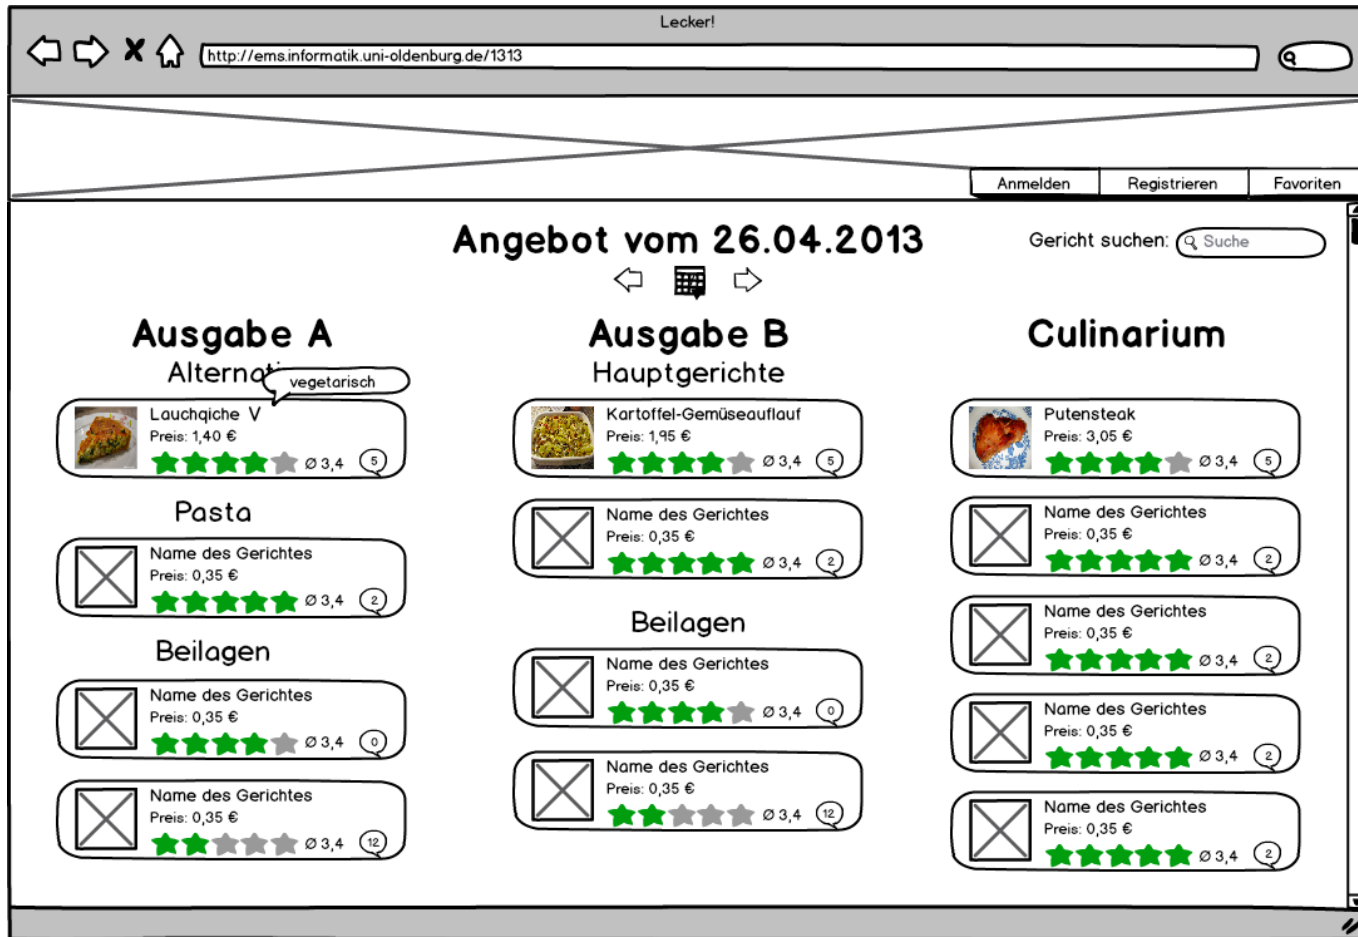 Lecker!
http://ems.informatik.uni-oldenburg.de/1313
Anmelden
Registrieren
Favoriten
Angebot vom 26.04.2013
Gericht suchen:
Suche
Ausgabe A
Alternati
vegetarisch
Lauchqiche V
Preis: 1,40 €
Ø 3,4
5
Pasta
Name des Gerichtes
Preis: 0,35 €
Ø 3,4
2
Beilagen
Name des Gerichtes
Preis: 0,35 €
Ø 3,4
0
Name des Gerichtes
Preis: 0,35 €
Ø 3,4
12
Ausgabe B
Hauptgerichte
Kartoffel-Gemüseauflauf
Preis: 1,95 €
Ø 3,4
5
Name des Gerichtes
Preis: 0,35 €
Ø 3,4
2
Beilagen
Name des Gerichtes
Preis: 0,35 €
Ø 3,4
0
Name des Gerichtes
Preis: 0,35 €
Ø 3,4
12
Culinarium
Putensteak
Preis: 3,05 €
Ø 3,4
5
Name des Gerichtes
Preis: 0,35 €
Ø 3,4
2
Name des Gerichtes
Preis: 0,35 €
Ø 3,4
2
Name des Gerichtes
Preis: 0,35 €
Ø 3,4
2
Name des Gerichtes
Preis: 0,35 €
Ø 3,4
2